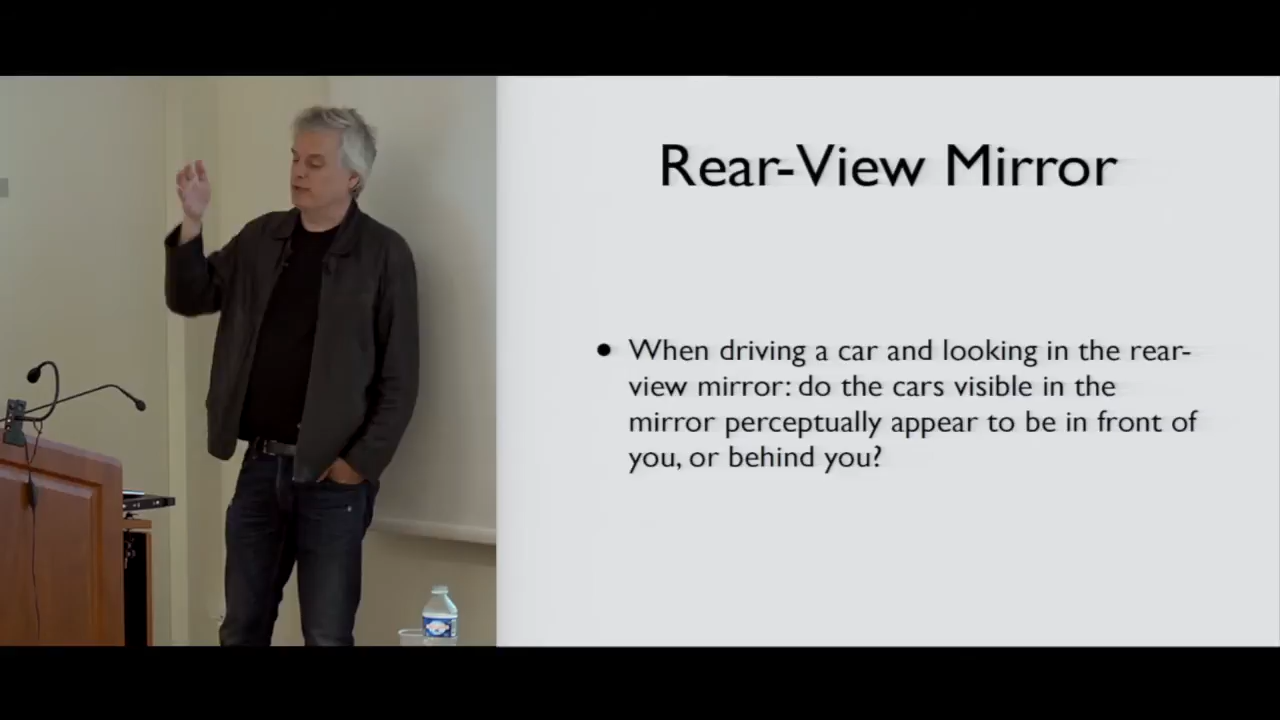 Rear-View Mirror
• When driving a car and looking in the rear-
view mirror: do the cars visible in the
mirror perceptually appear to be in front of
you, or behind you?